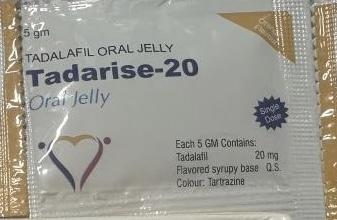 5 gm
TADALAFIL ORAL JELLY
Tadarise-20
Oral Jelly
Single
Dose
Each 5 GM Contains:
Tadalafil 20 mg
Flavored syrupy base Q.S.
Colour: Tartrazine